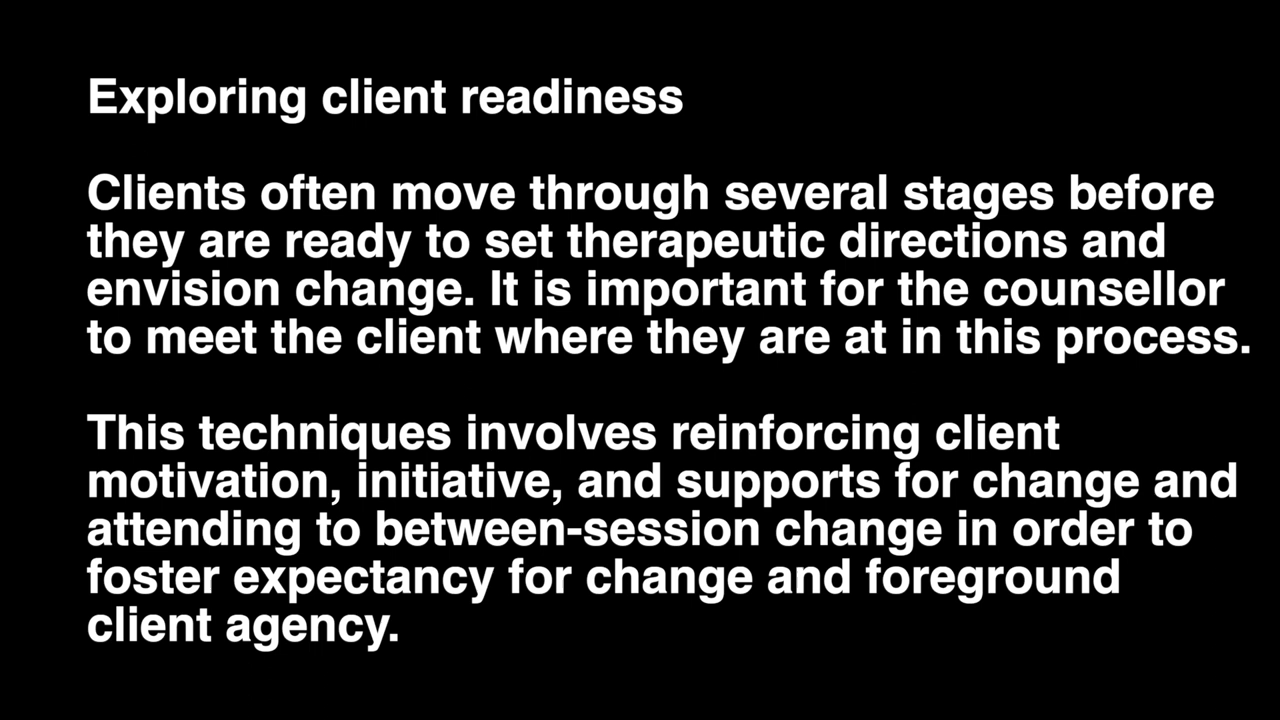 Exploring client readiness
Clients often move through several stages before
they are ready to set therapeutic directions and
envision change. It is important for the counsellor
to meet the client where they are at in this process.
This techniques involves reinforcing client
motivation, initiative, and supports for change and
attending to between-session change in order to
foster expectancy for change and foreground
client agency.